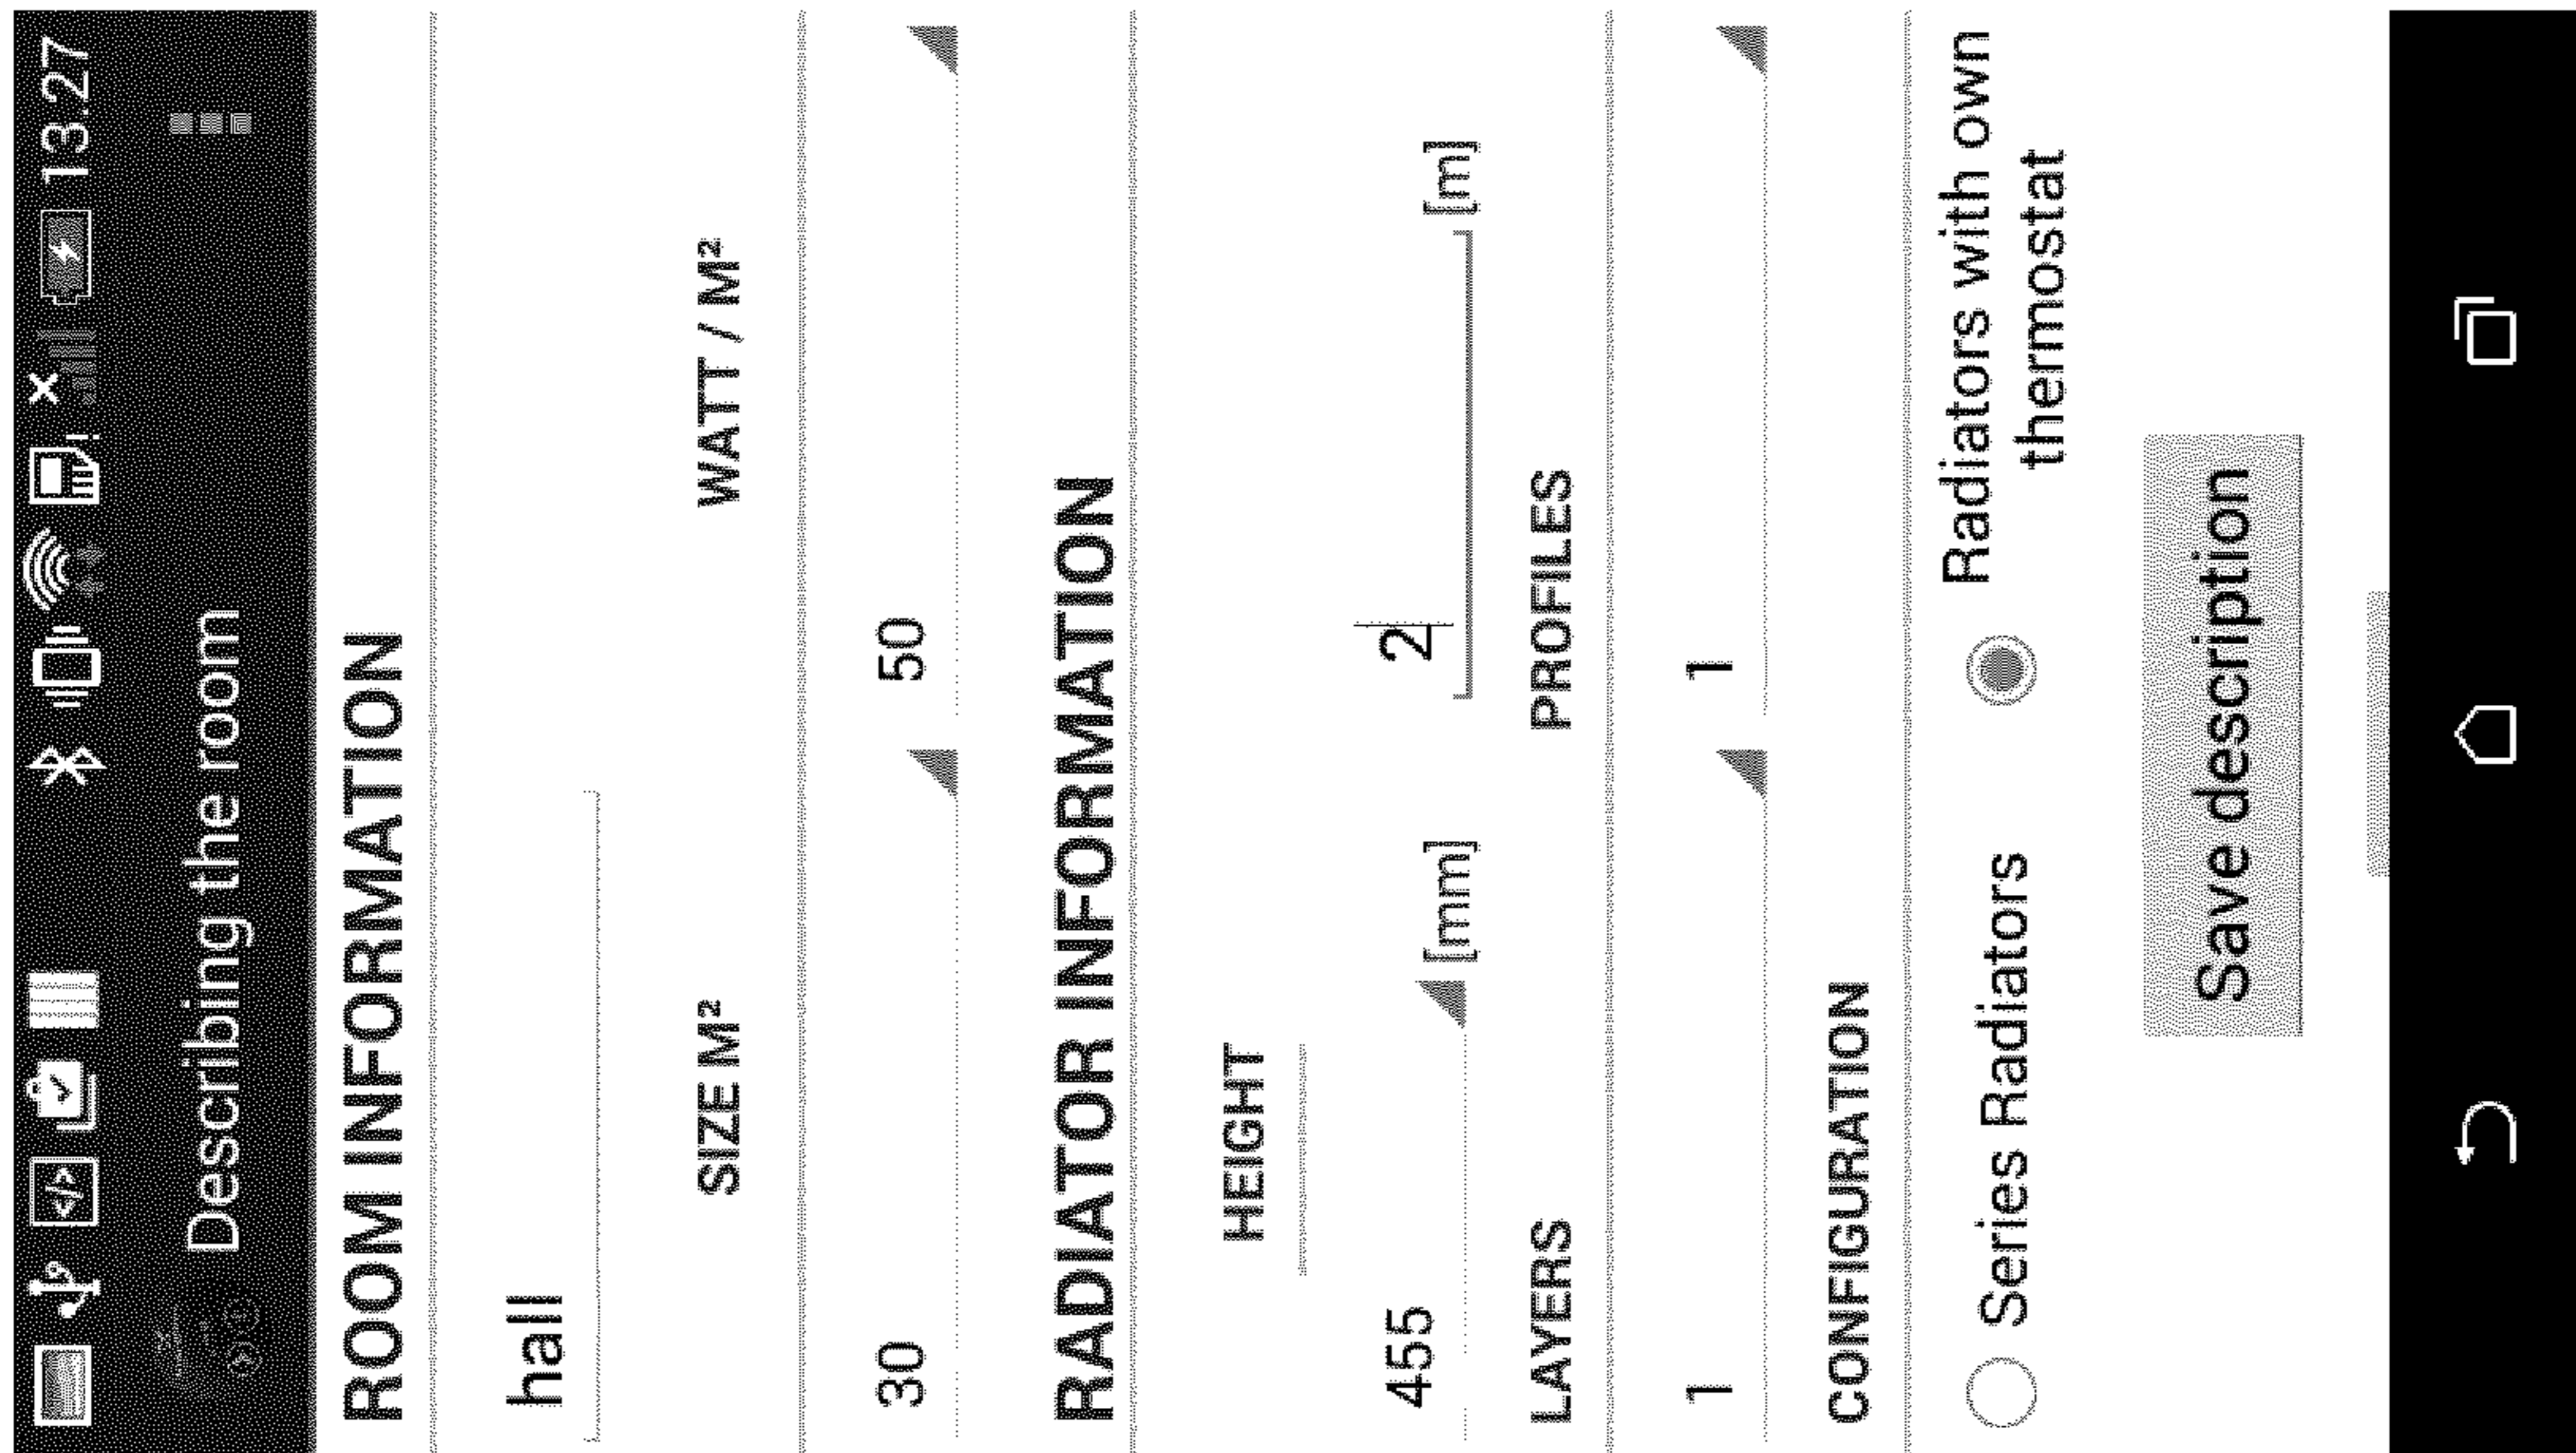 13.27
Describing the room
ROOM INFORMATION
hall
SIZE M² WATT / M²
30 50
RADIATOR INFORMATION
HEIGHT
455 [mm] 2 [m]
LAYERS PROFILES
1 1
CONFIGURATION
Series Radiators Radiators with own
thermostat
Save description